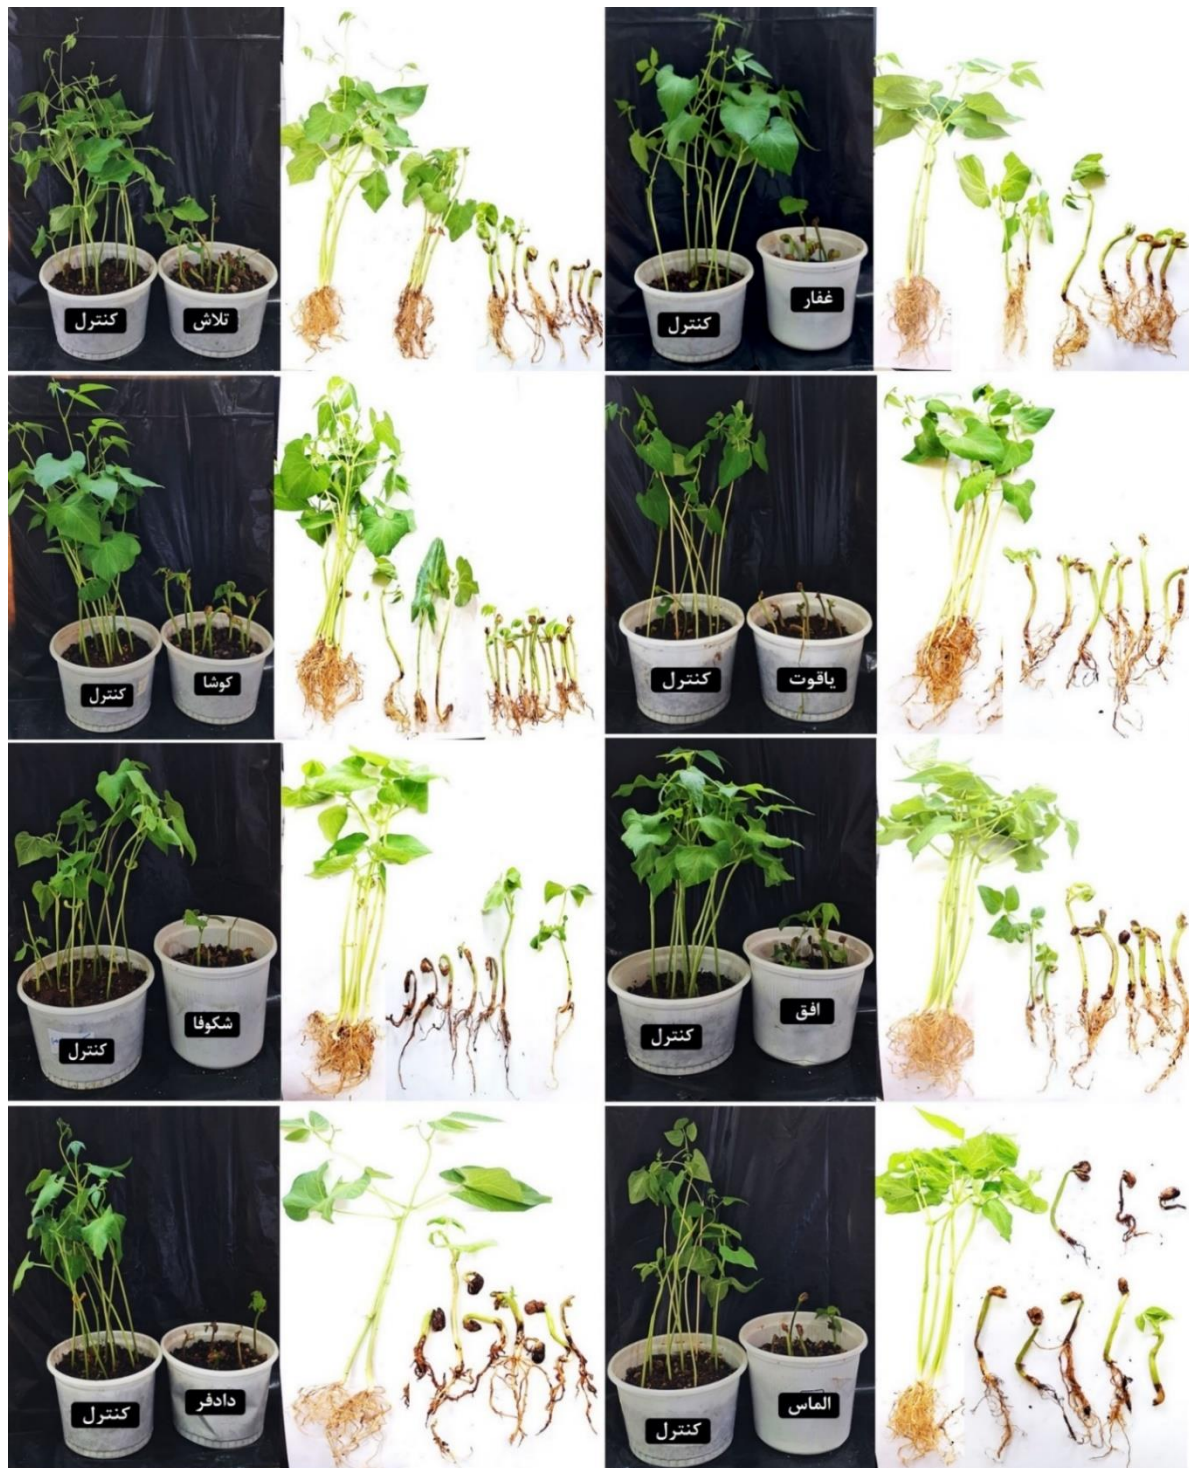 کنترل
تلاش
کنترل
غفار
کنترل
کوشا
کنترل
یاقوت
کنترل
شکوفا
کنترل
افق
کنترل
دادفر
کنترل
الماس